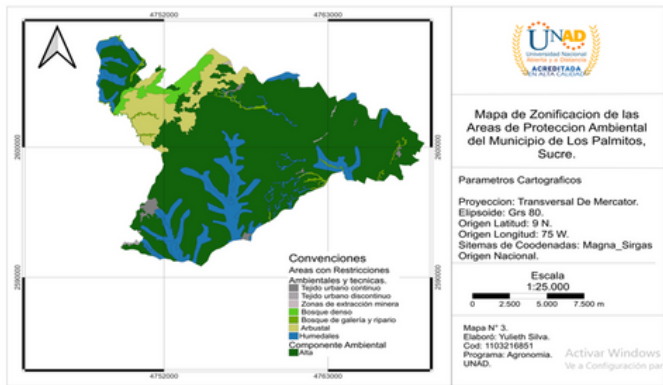 4752000
4763000
2600000
2600000
2590000
2590000
4752000
4763000
Convenciones
Areas con Restricciones
Ambientales y tecnicas.
Tejido urbano continuo
Tejido urbano discontinuo
Zonas de extracción minera
Bosque denso
Bosque de galería y ripario
Arbustal
Humedales
Componente Ambiental
Alta
UNAD
Universidad Nacional
Abierta y a Distancia
ACREDITADA
EN ALTA CALIDAD
Mapa de Zonificacion de las
Areas de Proteccion Ambiental
del Municipio de Los Palmitos,
Sucre.
Parametros Cartograficos
Proyeccion: Transversal De Mercator.
Elipsoide: Grs 80.
Origen Latitud: 9 N.
Origen Longitud: 75 W.
Sitemas de Coodenadas: Magna_Sirgas
Origen Nacional.
Escala
1:25.000
0 2.500 5.000 7.500 m
Mapa N° 3.
Elaboró: Yulieth Silva.
Cod: 1103216851
Programa: Agronomia.
UNAD.
Activar Windows
Ve a Configuración par